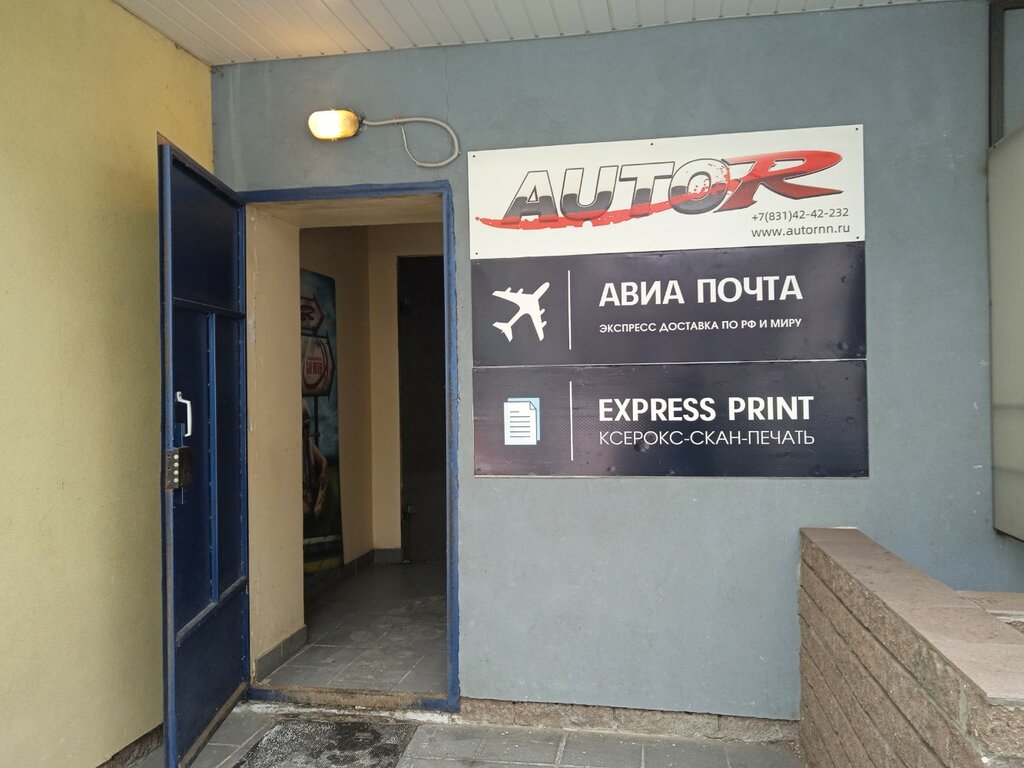 AUTOR
+7(831)42-42-232
www.autornn.ru
АВИА ПОЧТА
ЭКСПРЕСС ДОСТАВКА ПО РФ И МИРУ
EXPRESS PRINT
КСЕРОКС-СКАН-ПЕЧАТЬ